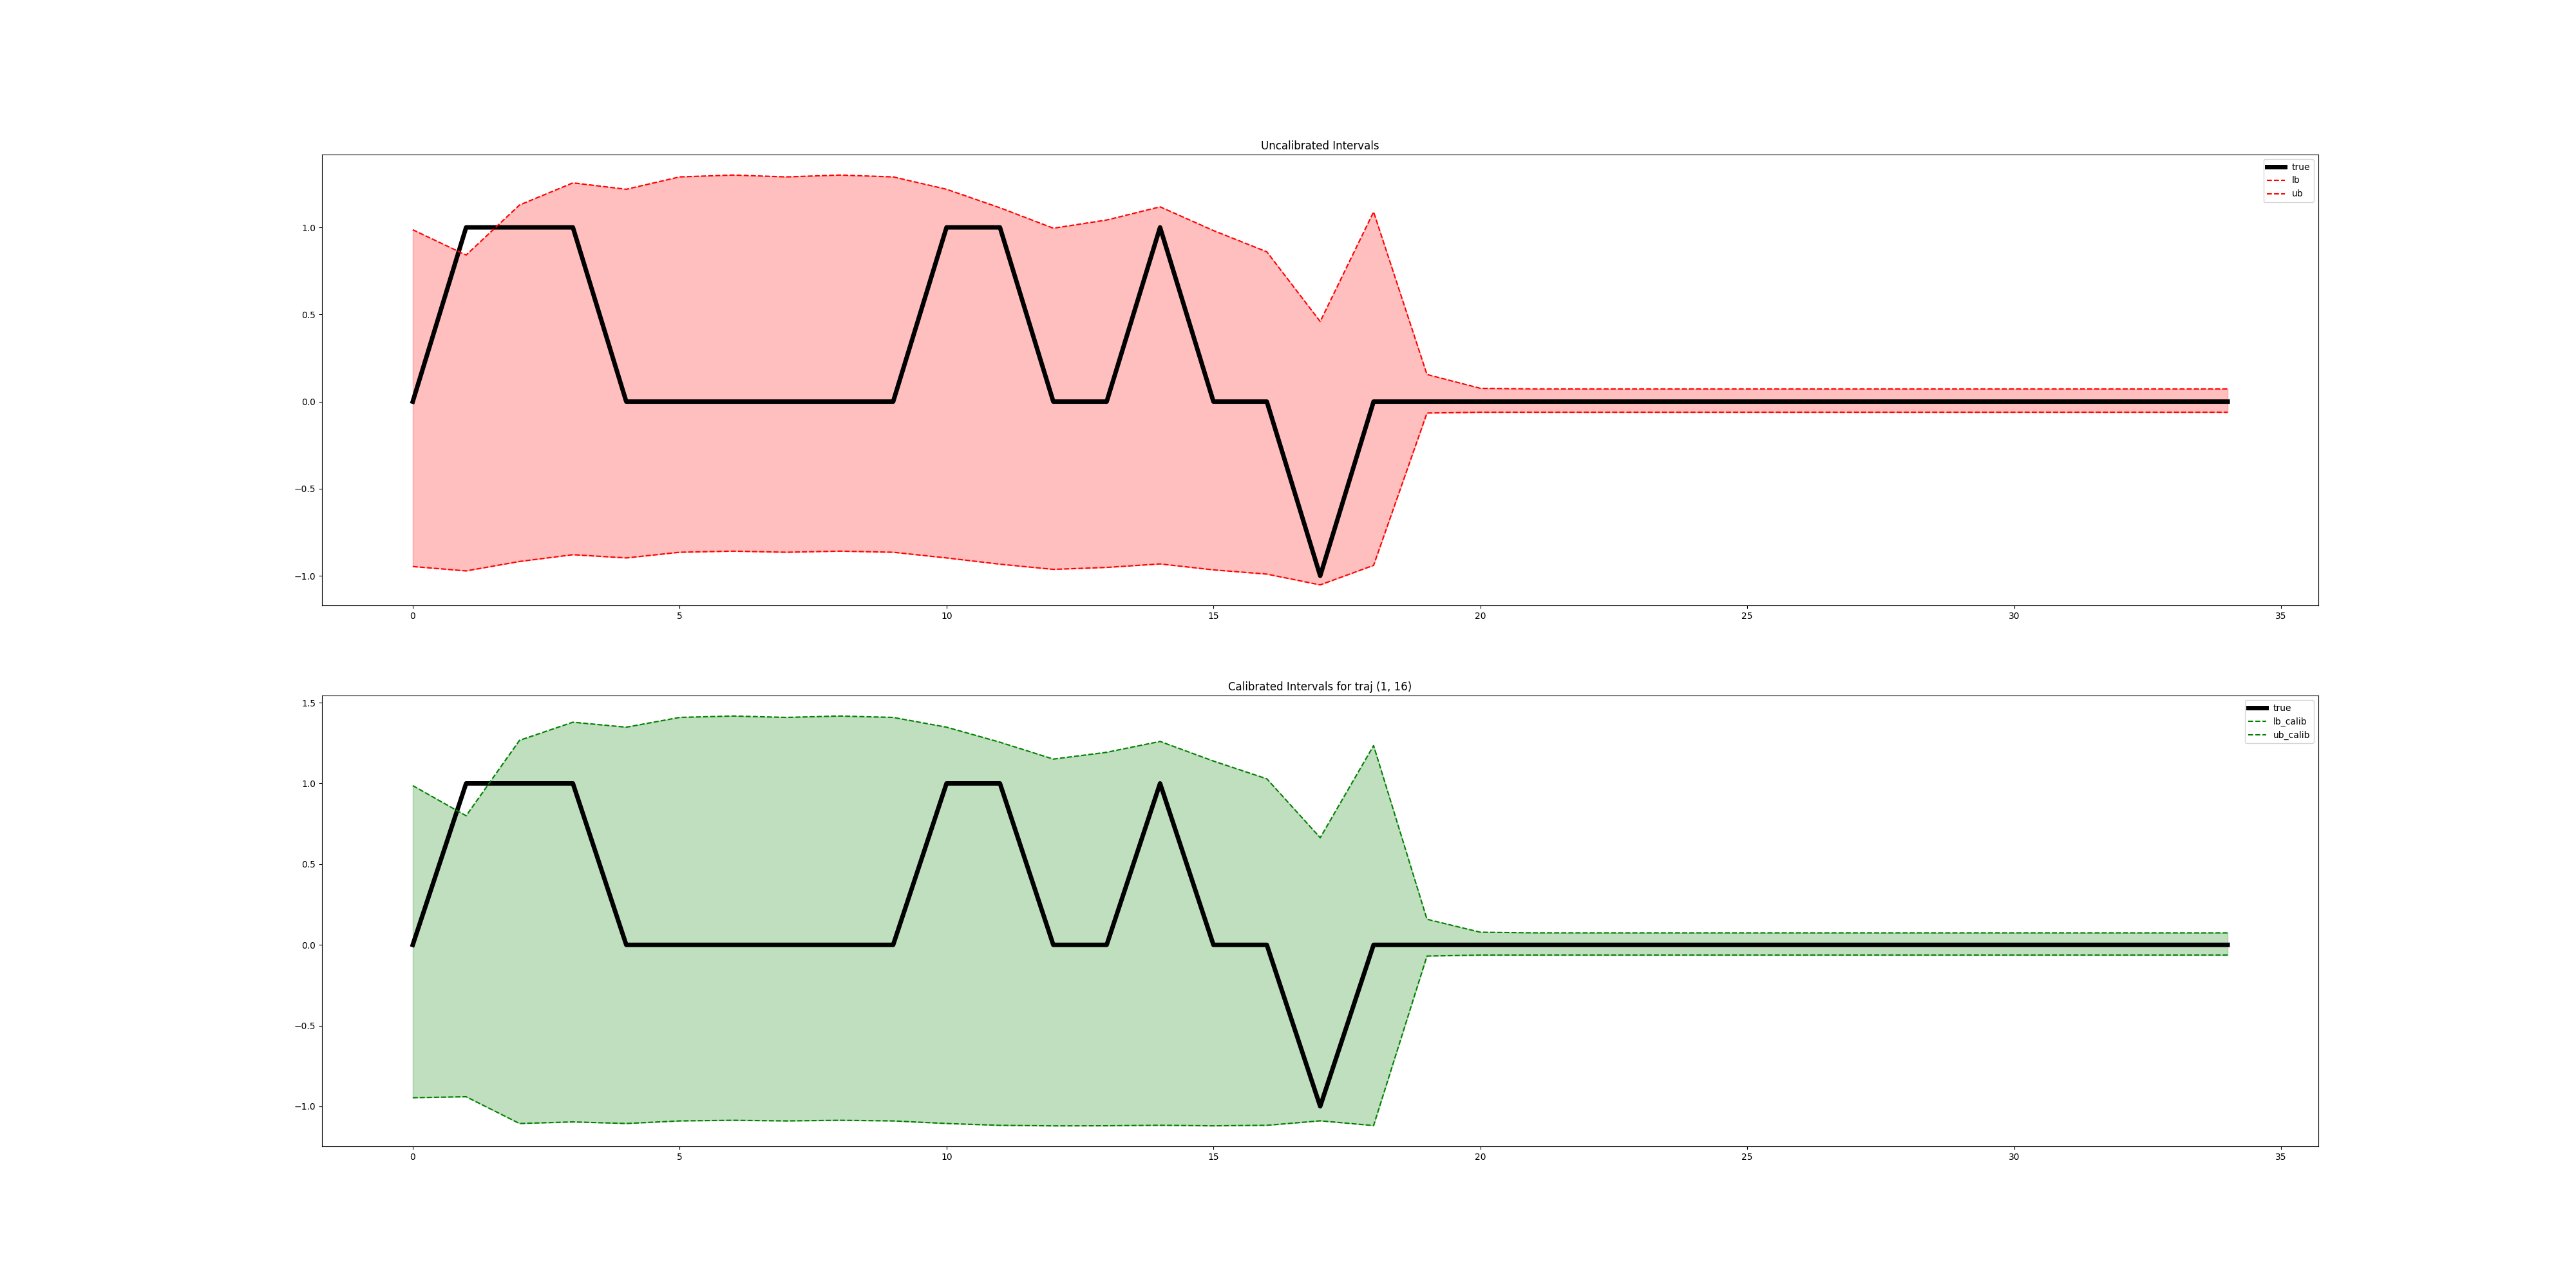 Uncalibrated Intervals
true
lb
ub
1.0
0.5
0.0
−0.5
−1.0
0 5 10 15 20 25 30 35
Calibrated Intervals for traj (1, 16)
true
lb_calib
ub_calib
1.5
1.0
0.5
0.0
−0.5
−1.0
0 5 10 15 20 25 30 35